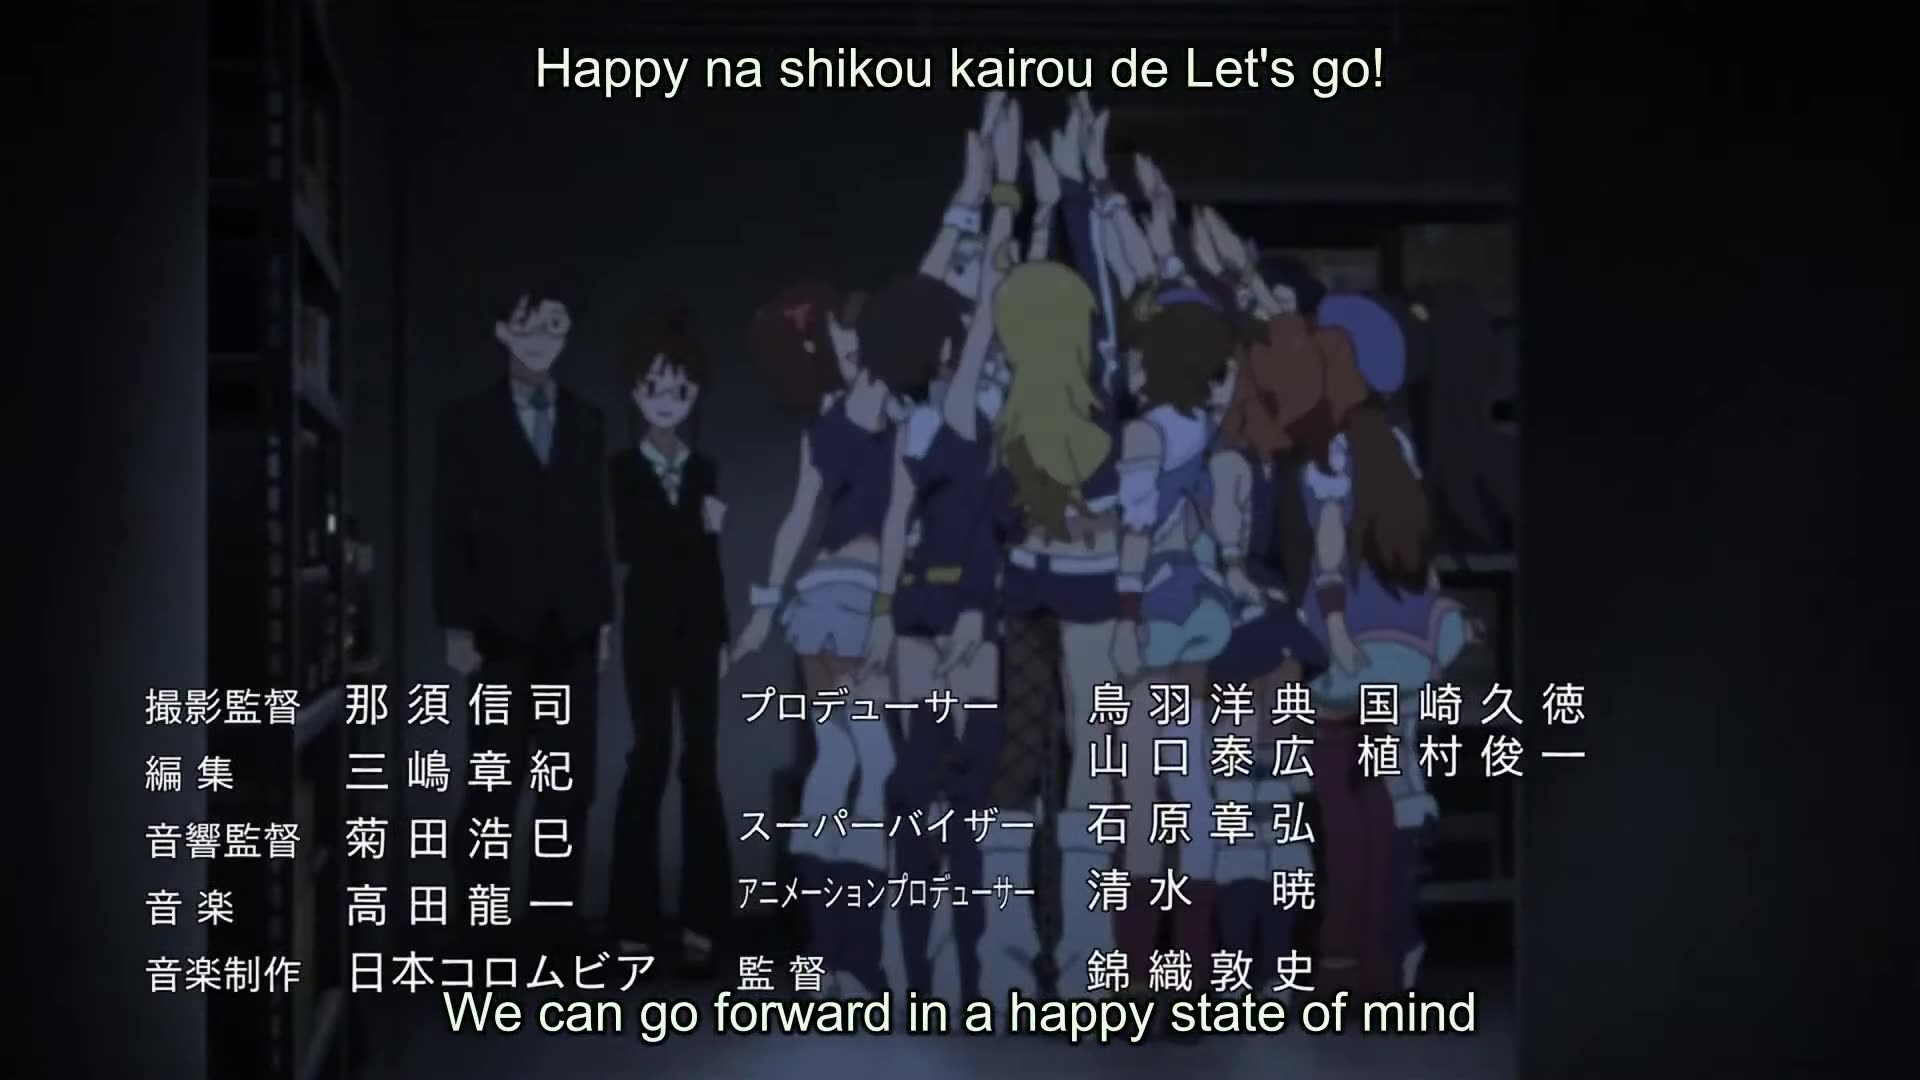 Happy na shikou kairou de Let's go!
撮影監督 那須信司
編集 三嶋章紀
音響監督 菊田浩巳
音楽 高田龍一
音楽制作 日本コロムビア
プロデューサー 鳥羽洋典 国崎久徳
山口泰広 植村俊一
スーパーバイザー 石原章弘
アニメーションプロデューサー 清水 暁
監督 錦織敦史
We can go forward in a happy state of mind